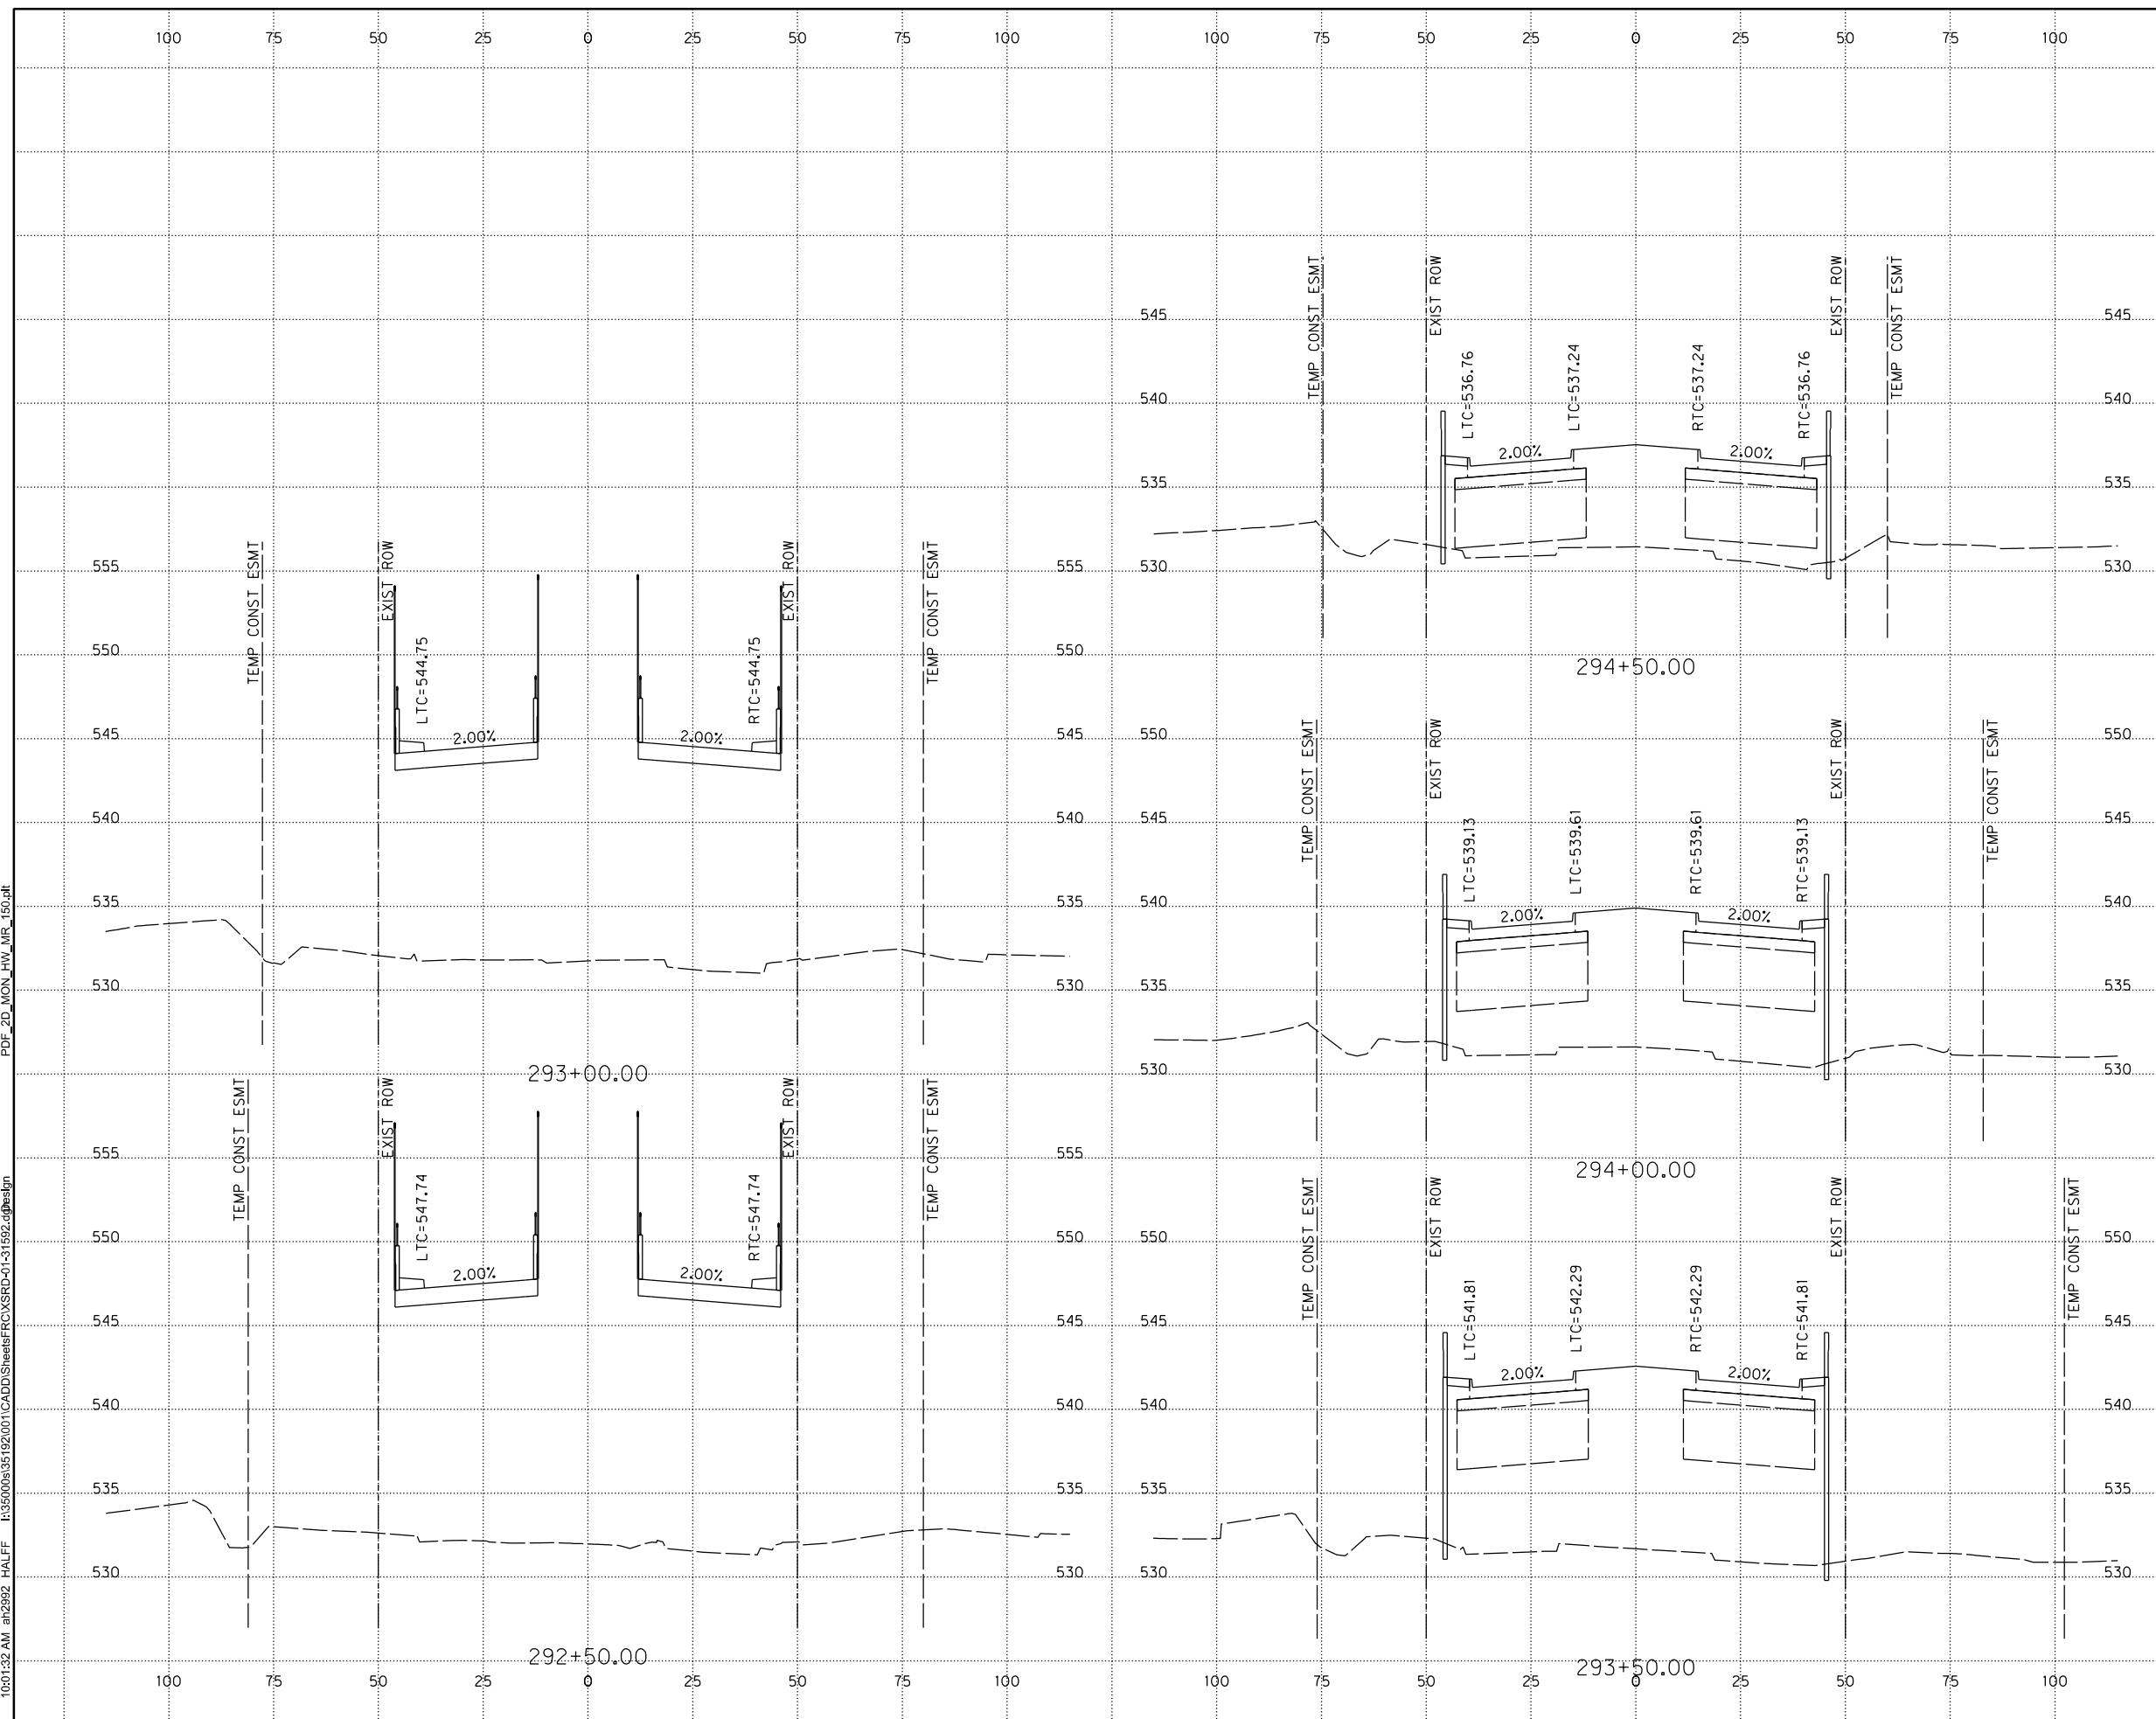 100 75 50 25 0 25 50 75 100 100 75 50 25 0 25 50 75 100
TEMP CONST ESMT
EXIST ROW
EXIST ROW
TEMP CONST ESMT
555 555
550 550
545 545
540 540
535 535
530 530
LTC=544.75
RTC=544.75
2.00% 2.00%
293+00.00
TEMP CONST ESMT
EXIST ROW
EXIST ROW
TEMP CONST ESMT
555 555
550 550
545 545
540 540
535 535
530 530
LTC=547.74
RTC=547.74
2.00% 2.00%
292+50.00
TEMP CONST ESMT
EXIST ROW
EXIST ROW
TEMP CONST ESMT
545 545
540 540
535 535
530 530
LTC=536.76
LTC=537.24
RTC=537.24
RTC=536.76
2.00% 2.00%
294+50.00
TEMP CONST ESMT
EXIST ROW
EXIST ROW
TEMP CONST ESMT
550 550
545 545
540 540
535 535
530 530
LTC=539.13
LTC=539.61
RTC=539.61
RTC=539.13
2.00% 2.00%
294+00.00
TEMP CONST ESMT
EXIST ROW
EXIST ROW
TEMP CONST ESMT
550 550
545 545
540 540
535 535
530 530
LTC=541.81
LTC=542.29
RTC=542.29
RTC=541.81
2.00% 2.00%
293+50.00
100 75 50 25 0 25 50 75 100 100 75 50 25 0 25 50 75 100
10:01:32 AM ah2992 HALFF
PDF_2D_MON_HW_MR_150.plt